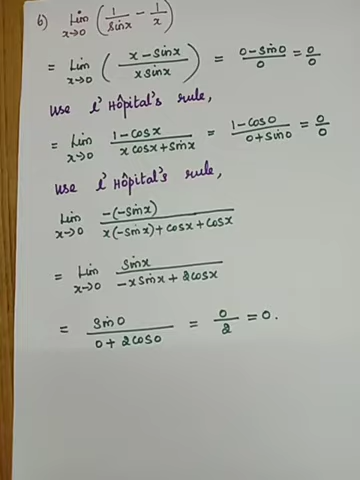 6) Lim x→0 (1/sinx - 1/x)
= Lim x→0 (x - sinx / x sinx) = 0 - sin0 / 0 = 0/0
Use l' Hôpital's rule,
= Lim x→0 1 - cosx / x cosx + sinx = 1 - cos0 / 0 + sin0 = 0/0
Use l' Hôpital's rule,
Lim x→0 -(-sinx) / x(-sinx) + cosx + cosx
= Lim x→0 sinx / -x sinx + 2cosx
= sin0 / 0 + 2cos0 = 0/2 = 0.